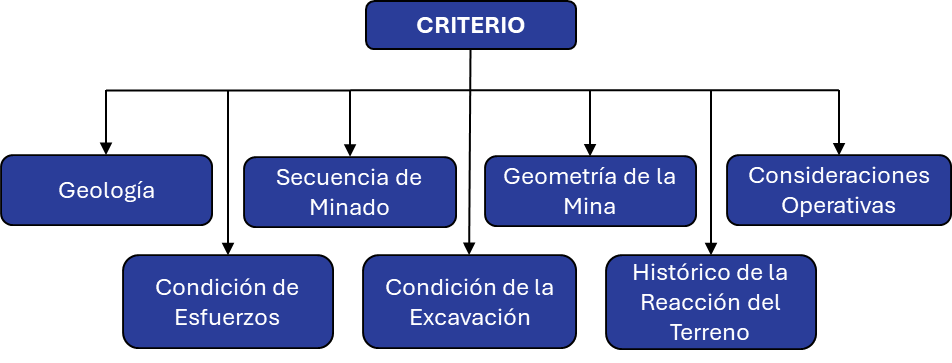 CRITERIO
Geología
Secuencia de
Minado
Geometría de la
Mina
Consideraciones
Operativas
Condición de
Esfuerzos
Condición de la
Excavación
Histórico de la
Reacción del
Terreno